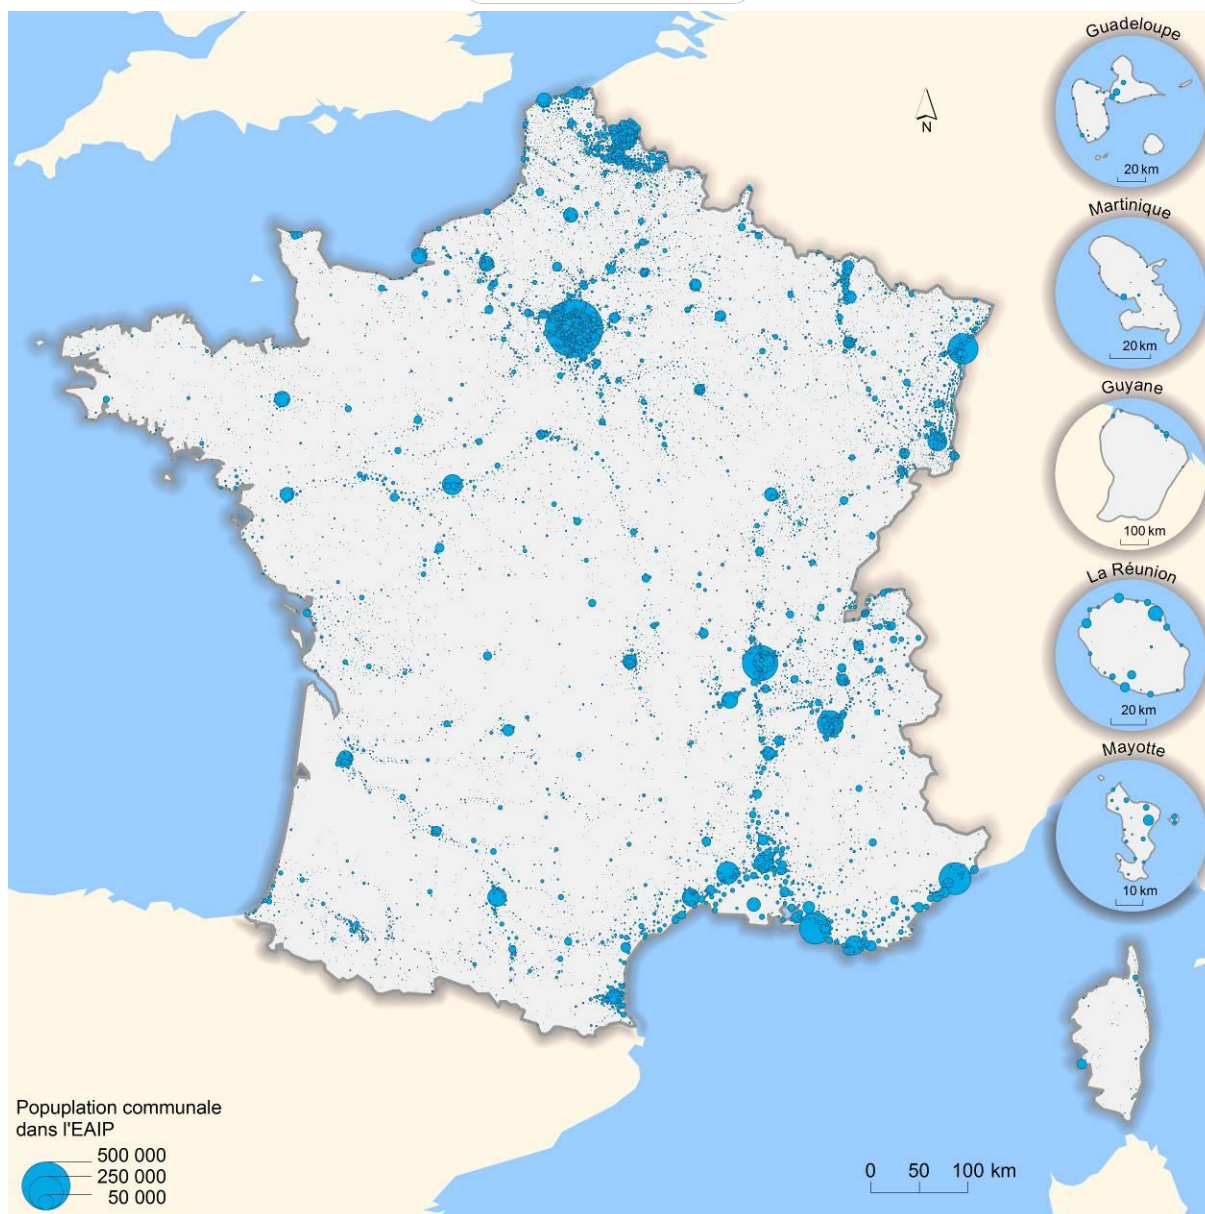 Guadeloupe
20 km
N
Martinique
20 km
Guyane
100 km
La Réunion
20 km
Mayotte
10 km
Popuplation communale
dans l'EAIP
500 000
250 000
50 000
0 50 100 km